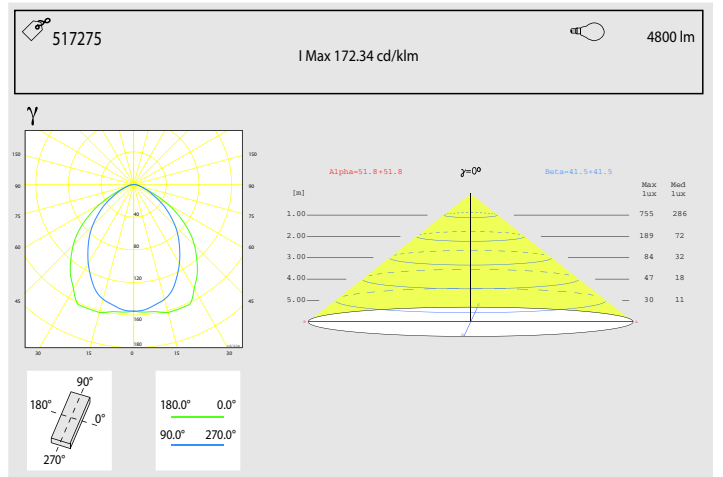 517275
I Max 172.34 cd/klm
4800 lm
γ
150 150
90 90
75 75
60 60
45 45
40
80
120
160
180
30 15 0 15 30
Alpha=51.8+51.8 γ=0° Beta=41.5+41.5
[m] Max lux Med lux
1.00 755 286
2.00 189 72
3.00 84 32
4.00 47 18
5.00 30 11
90°
180° 0°
270°
180.0° 0.0°
90.0° 270.0°